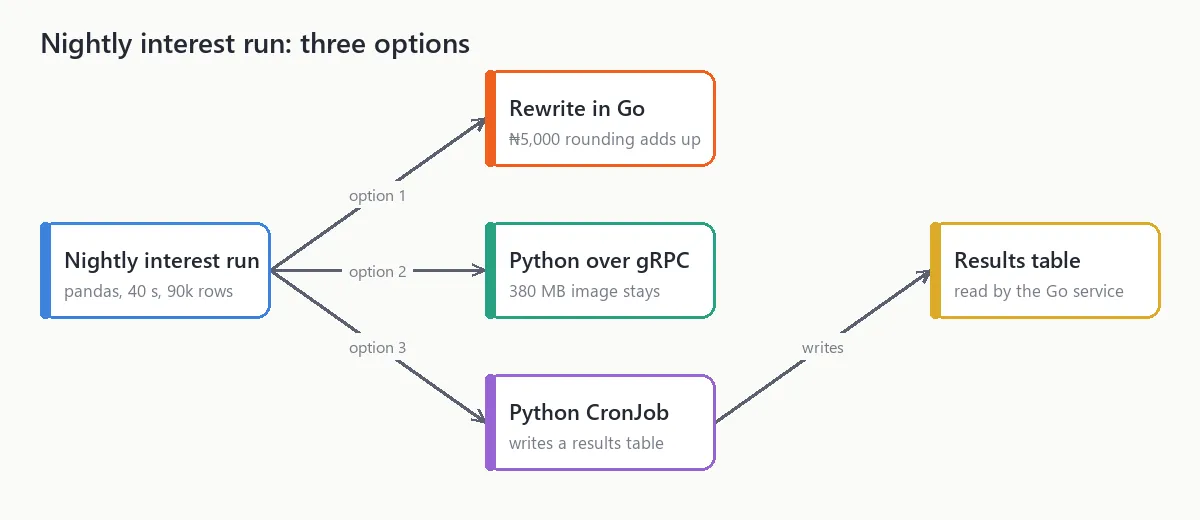 Nightly interest run: three options
Rewrite in Go
₦5,000 rounding adds up
option 1
Nightly interest run
pandas, 40 s, 90k rows
option 2
Python over gRPC
380 MB image stays
Results table
read by the Go service
option 3
writes
Python CronJob
writes a results table